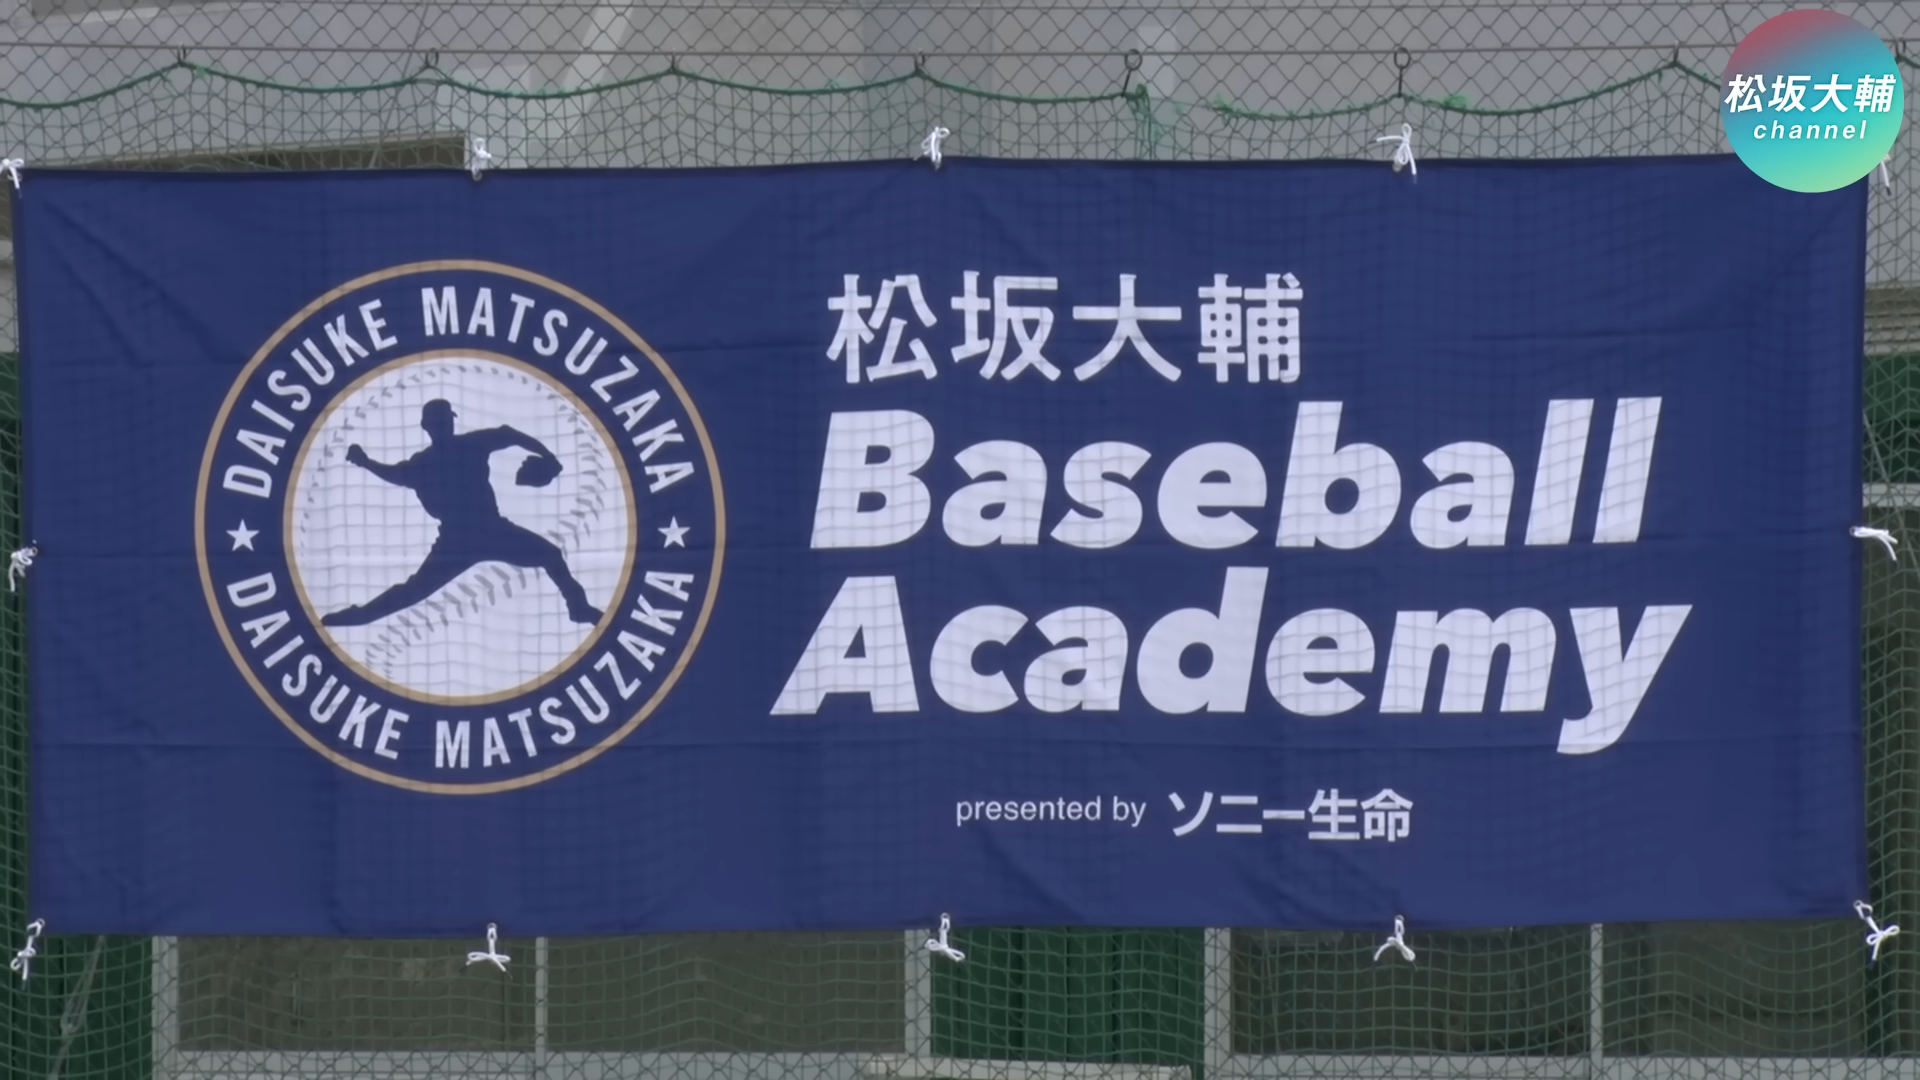 松坂大輔
channel
DAISUKE MATSUZAKA
DAISUKE MATSUZAKA
松坂大輔
Baseball
Academy
presented by ソニー生命